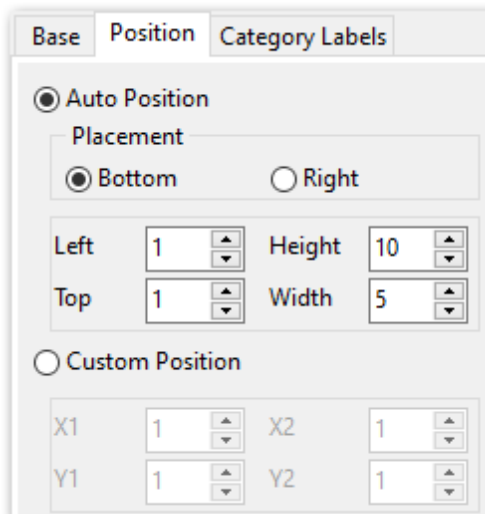 Base Position Category Labels
Auto Position
Placement
Bottom Right
Left 1 Height 10
Top 1 Width 5
Custom Position
X1 1 X2 1
Y1 1 Y2 1